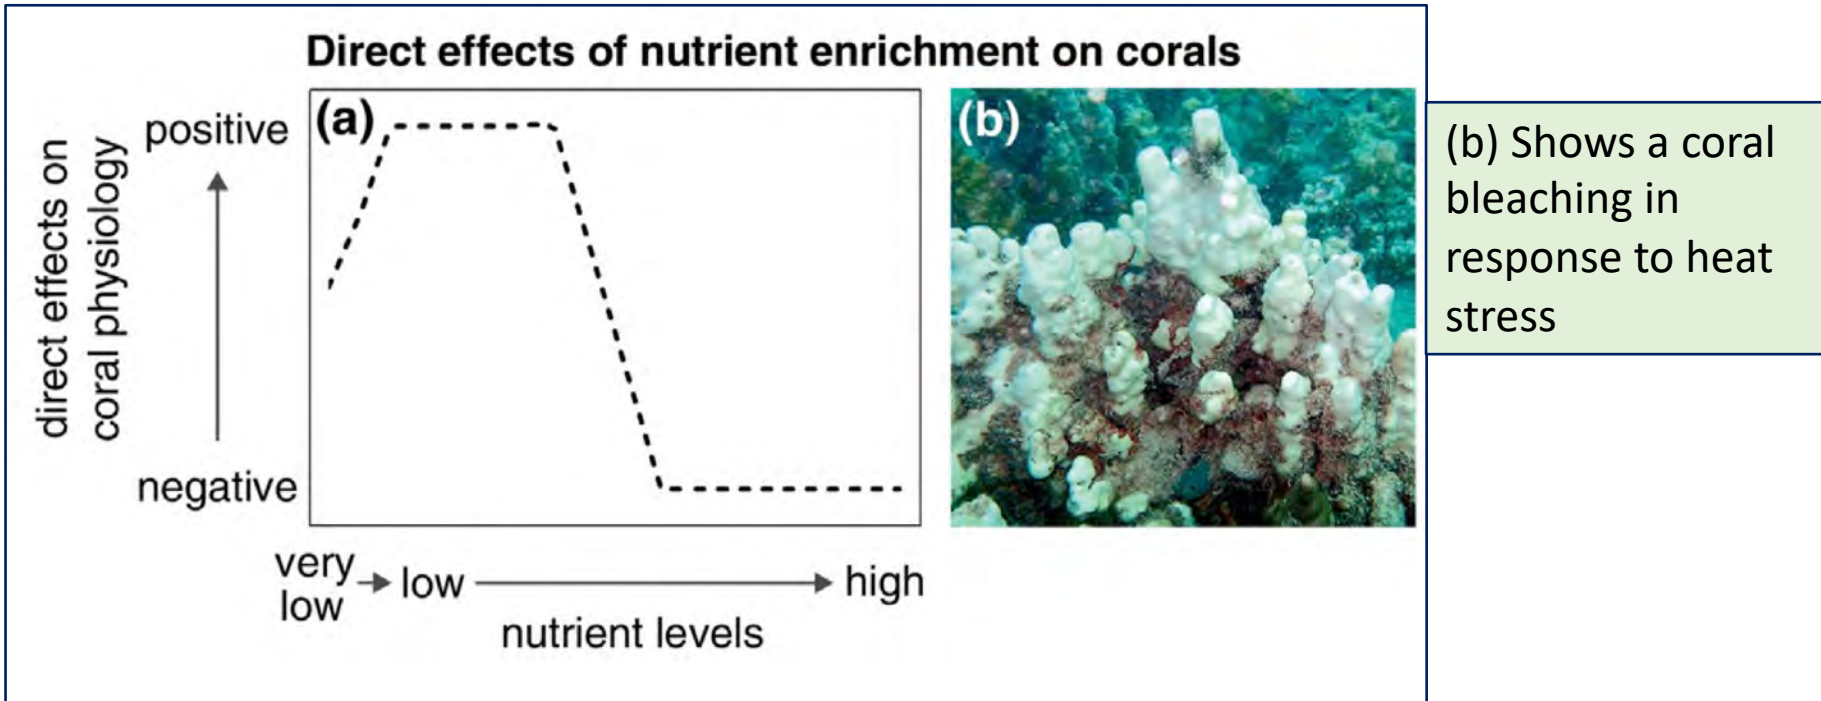 Direct effects of nutrient enrichment on corals
direct effects on
coral physiology
positive
negative
(a)
very
low
low
high
nutrient levels
(b)
(b) Shows a coral
bleaching in
response to heat
stress